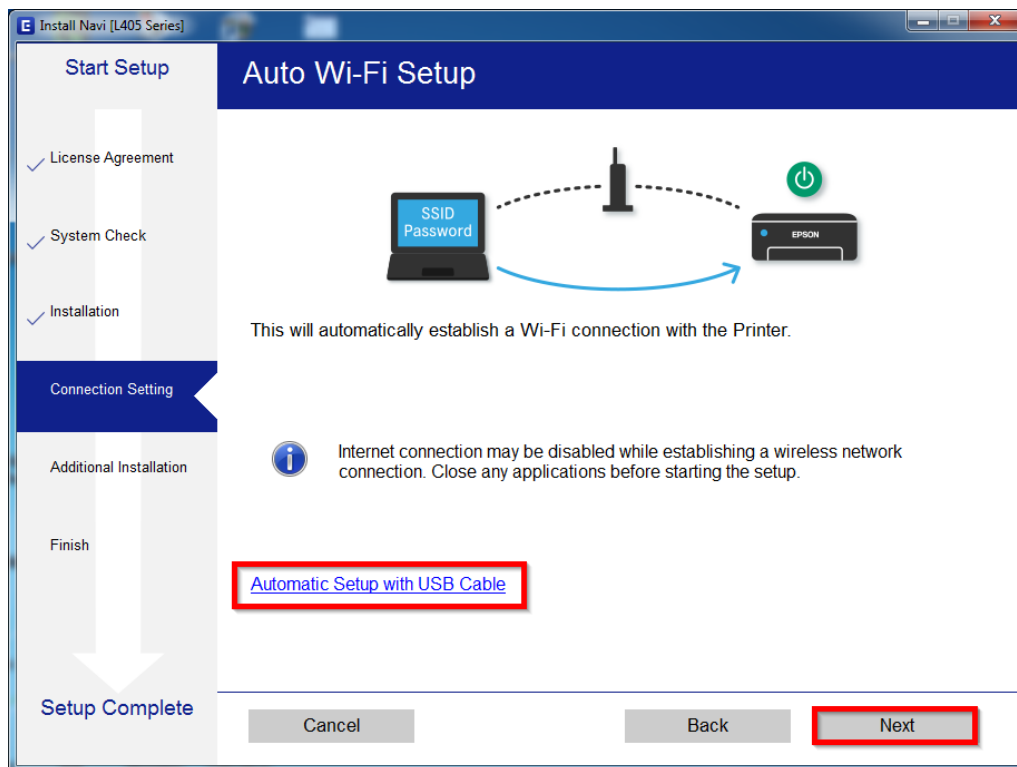 Install Navi [L405 Series]
Start Setup
License Agreement
System Check
Installation
Connection Setting
Additional Installation
Finish
Setup Complete
Auto Wi-Fi Setup
SSID
Password
EPSON
This will automatically establish a Wi-Fi connection with the Printer.
Internet connection may be disabled while establishing a wireless network
connection. Close any applications before starting the setup.
Automatic Setup with USB Cable
Cancel
Back
Next